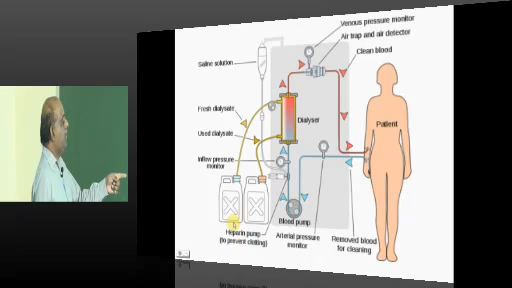 Venous pressure monitor
Air trap and air detector
Clean blood
Saline solution
Fresh dialysate
Dialyser
Patient
Used dialysate
Inflow pressure
monitor
Blood pump
Heparin pump
(to prevent clotting)
Arterial pressure
monitor
Removed blood
for cleaning